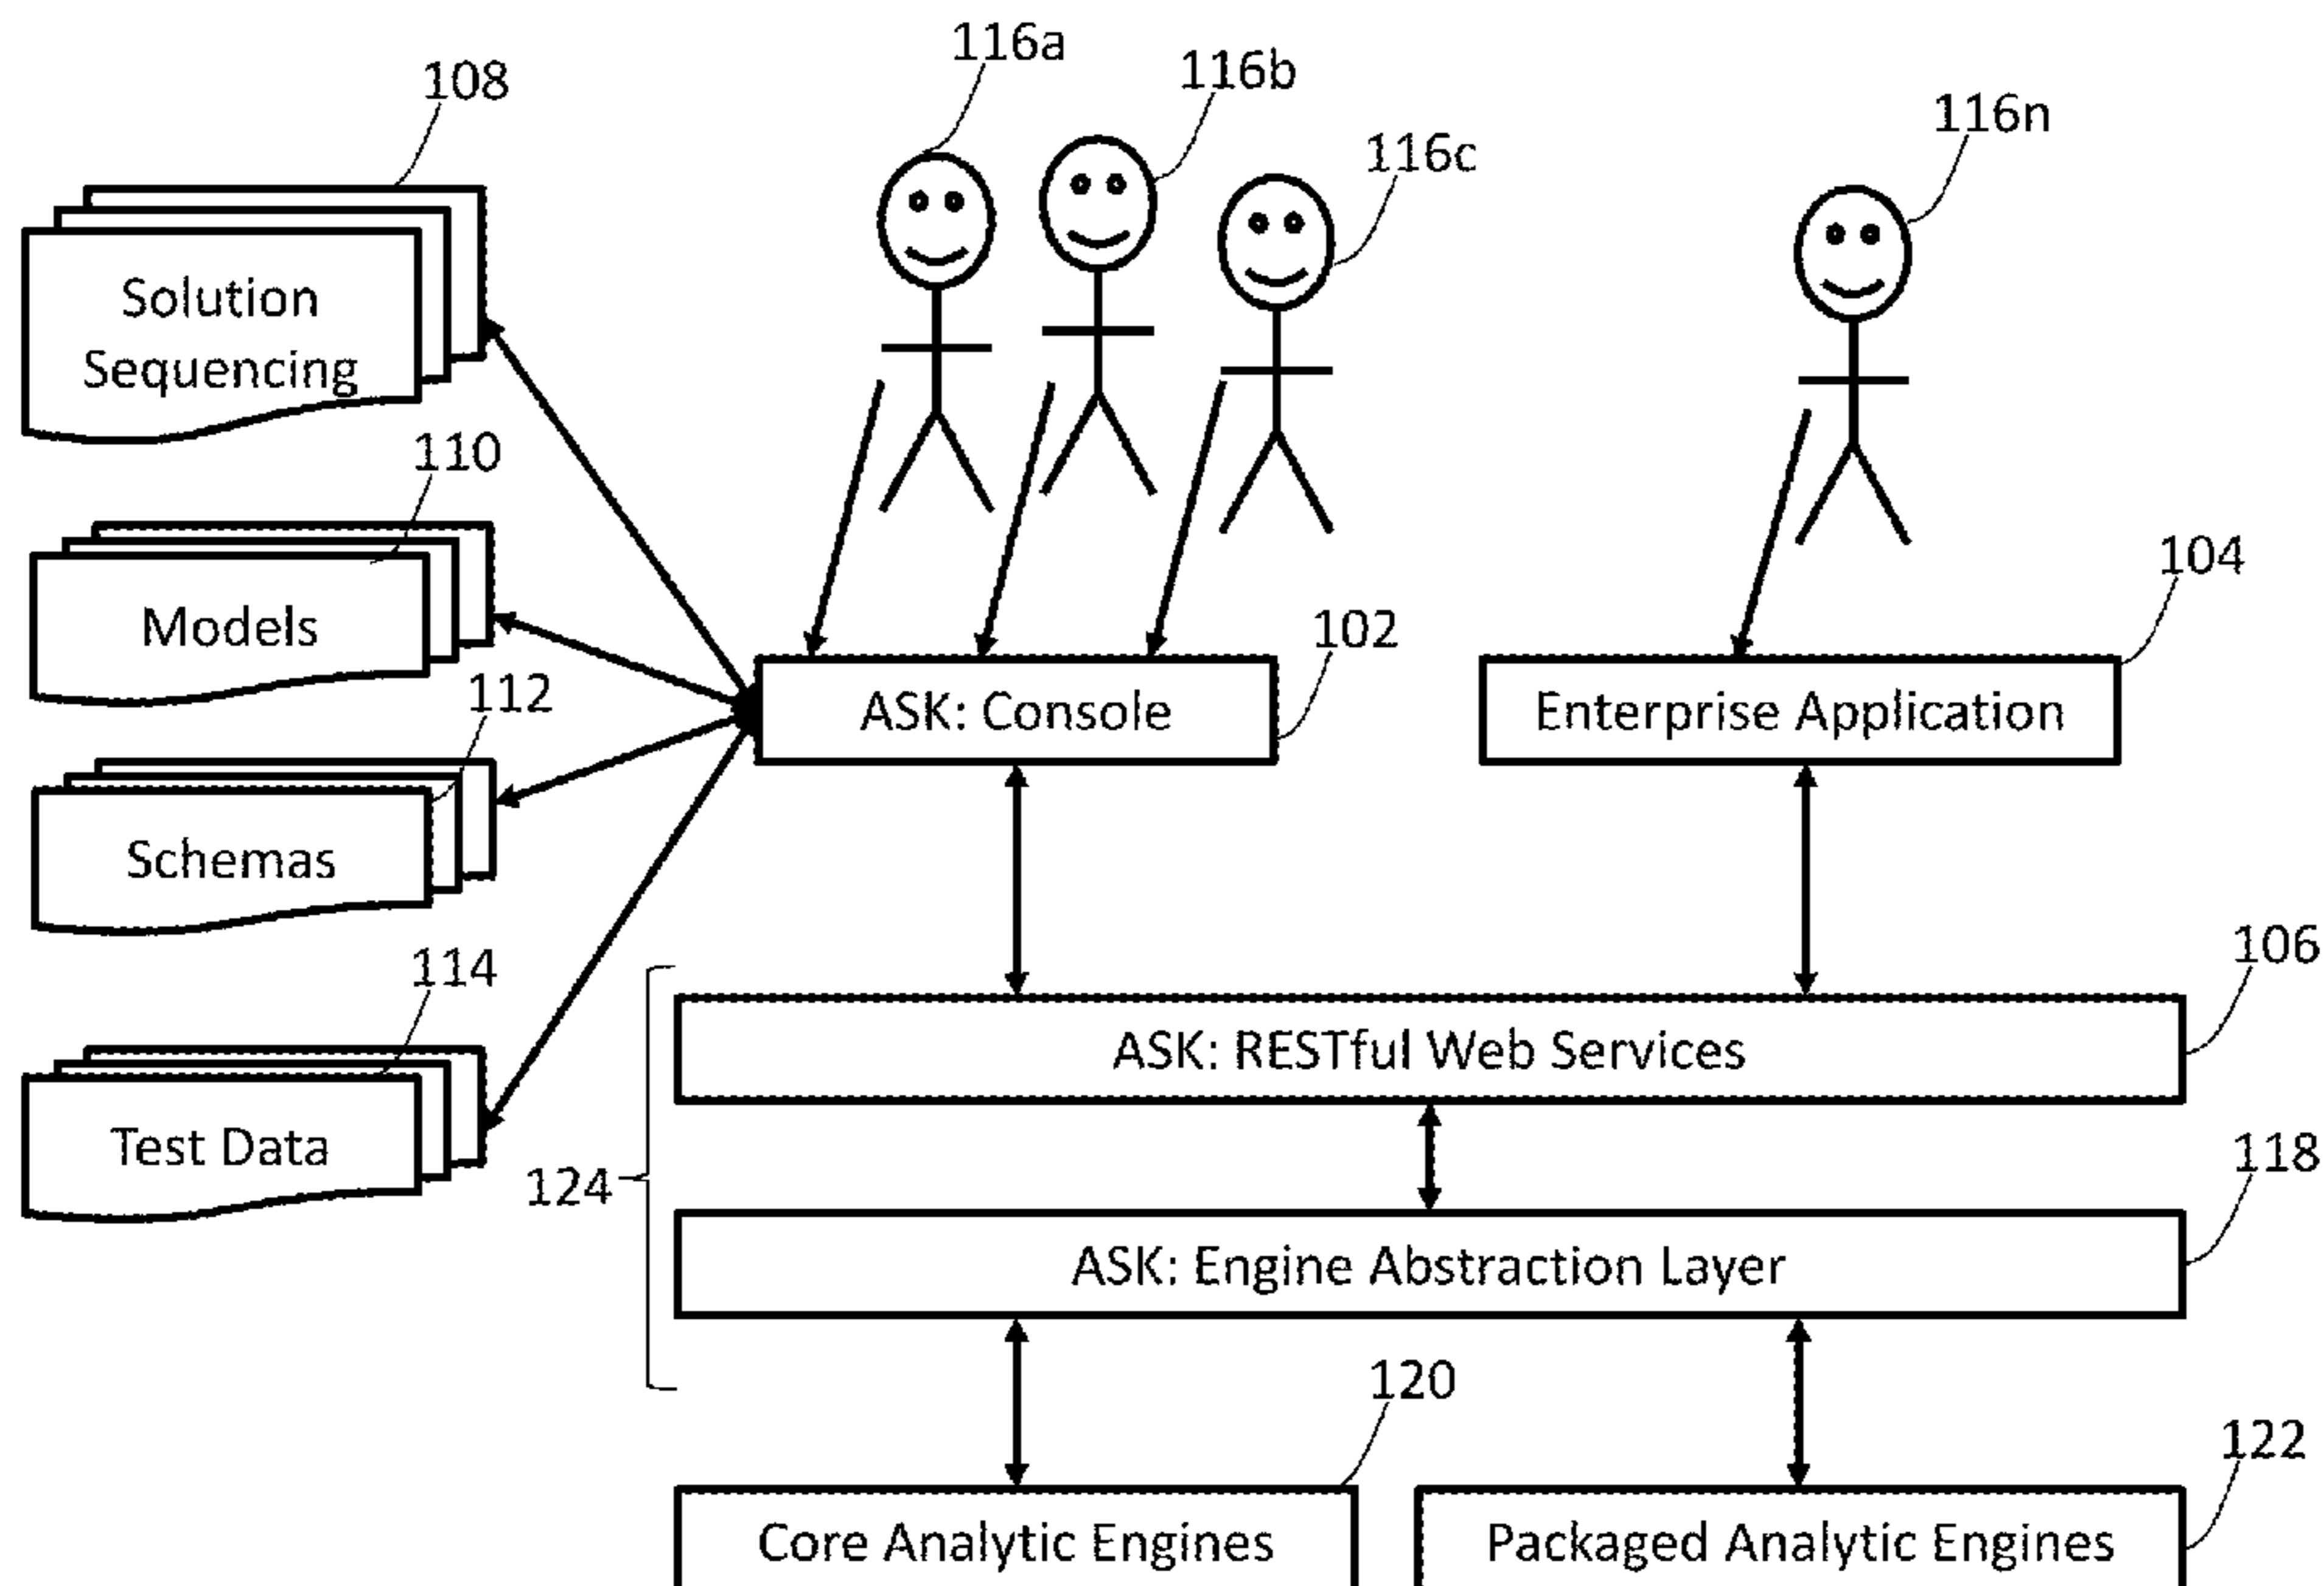 116a
116b
108
116n
116c
Solution
Sequencing
110
104
Models
102
112
ASK: Console
Enterprise Application
Schemas
106
114
ASK: RESTful Web Services
Test Data
118
124
ASK: Engine Abstraction Layer
120
122
Core Analytic Engines
Packaged Analytic Engines